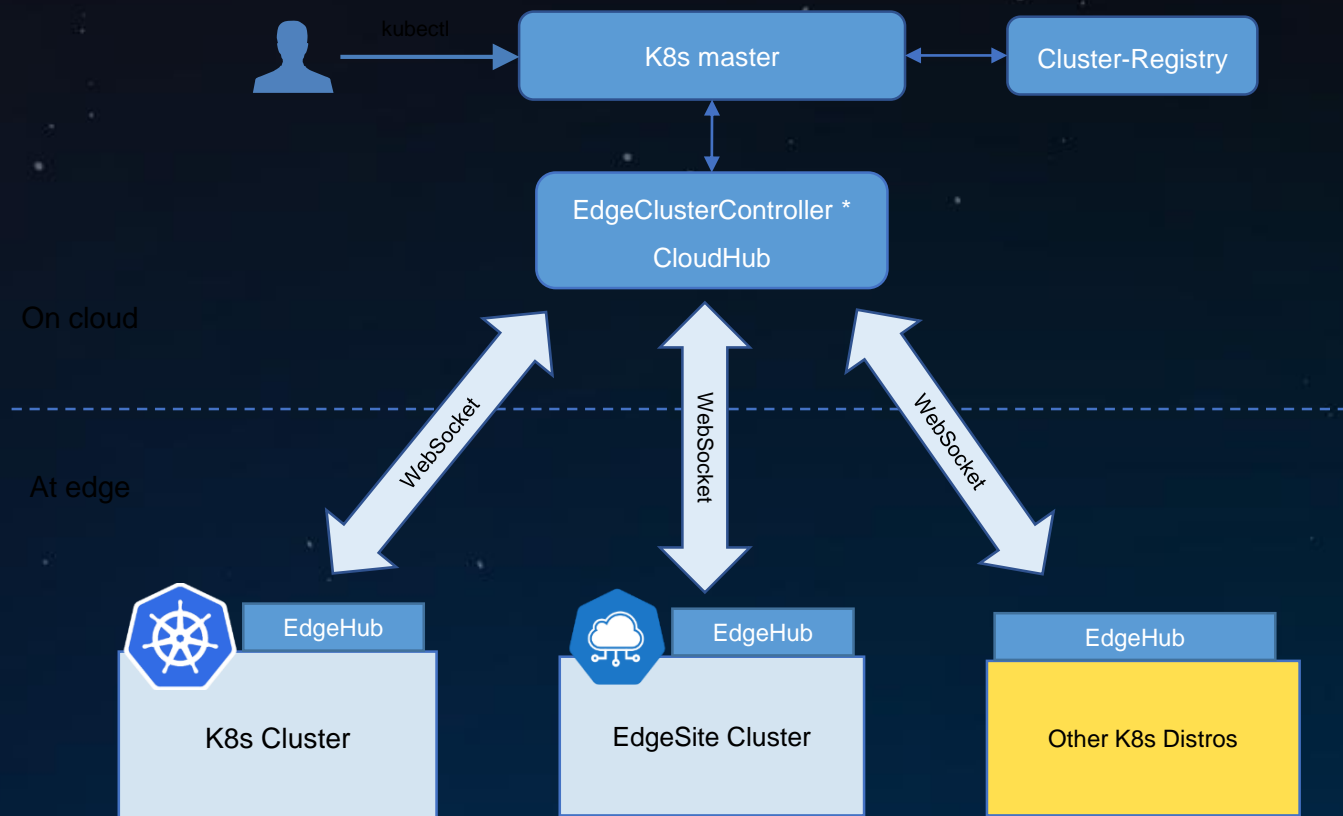 kubectl
K8s master
Cluster-Registry
EdgeClusterController *
CloudHub
On cloud
WebSocket
WebSocket
WebSocket
At edge
EdgeHub
EdgeHub
EdgeHub
K8s Cluster
EdgeSite Cluster
Other K8s Distros